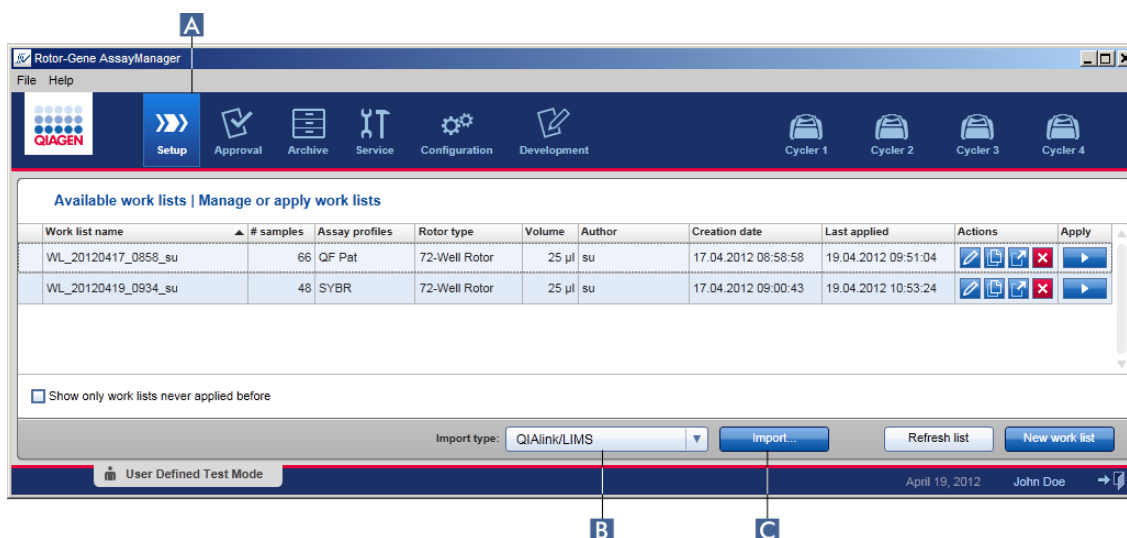 A
Rotor-Gene AssayManager
File Help
QIAGEN
Setup Approval Archive Service Configuration Development Cycler 1 Cycler 2 Cycler 3 Cycler 4
Available work lists | Manage or apply work lists
Work list name # samples Assay profiles Rotor type Volume Author Creation date Last applied Actions Apply
WL_20120417_0858_su 66 QF Pat 72-Well Rotor 25 µl su 17.04.2012 08:58:58 19.04.2012 09:51:04
WL_20120419_0934_su 48 SYBR 72-Well Rotor 25 µl su 17.04.2012 09:00:43 19.04.2012 10:53:24
Show only work lists never applied before
Import type: QIAlink/LIMS Import... Refresh list New work list
User Defined Test Mode
April 19, 2012 John Doe
B C